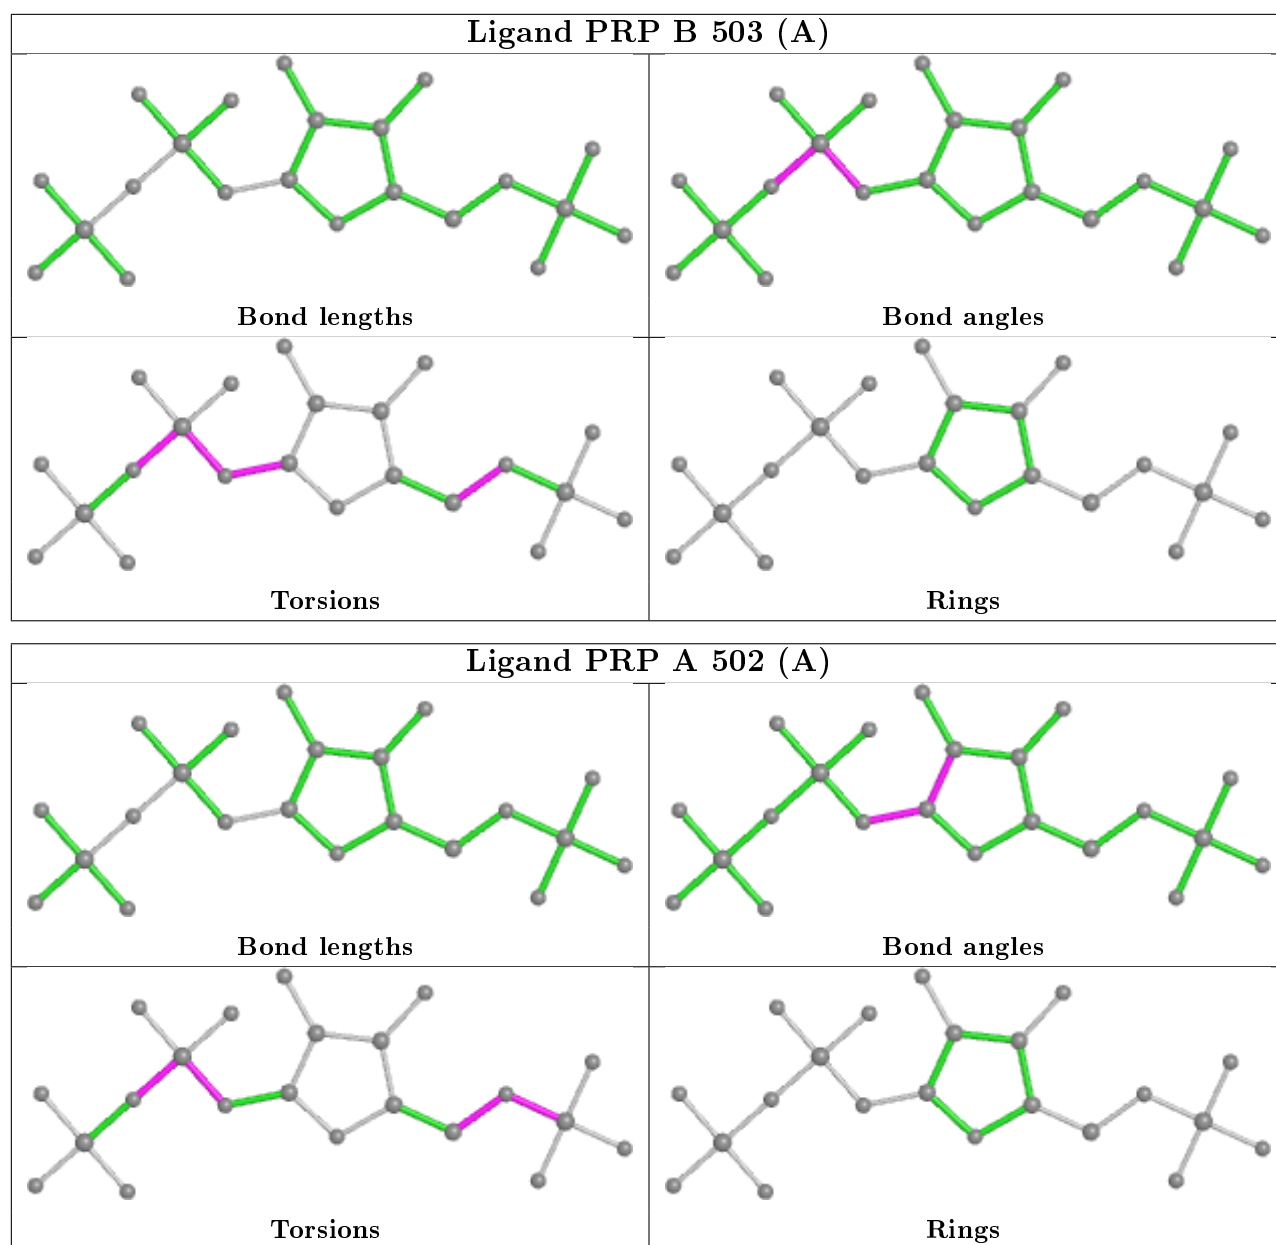 Ligand PRP B 503 (A)
Bond lengths
Bond angles
Torsions
Rings
Ligand PRP A 502 (A)
Bond lengths
Bond angles
Torsions
Rings